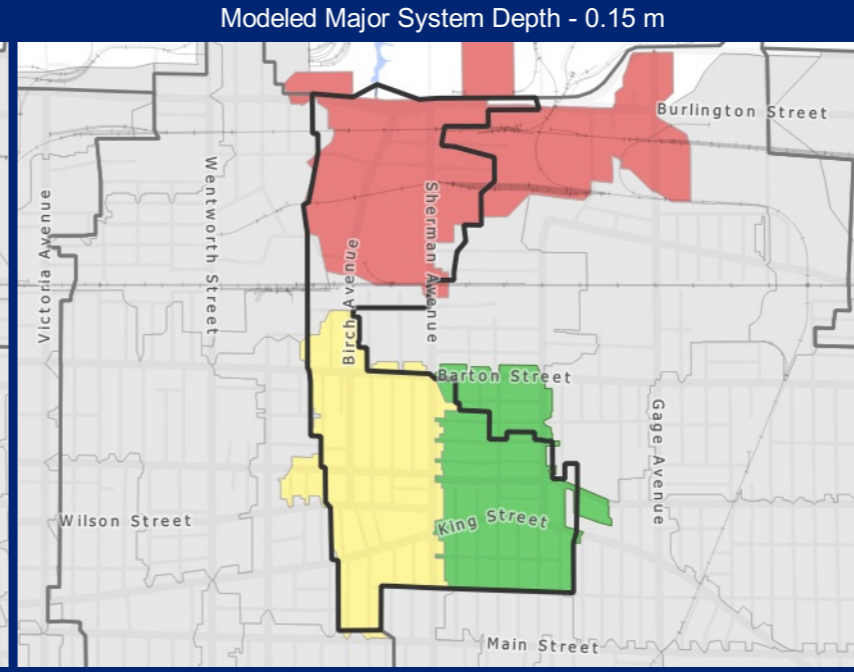 Modeled Major System Depth - 0.15 m
Burlington Street
Wentworth Street
Sherman Avenue
Victoria Avenue
Birch Avenue
Barton Street
Gage Avenue
King Street
Wilson Street
Main Street